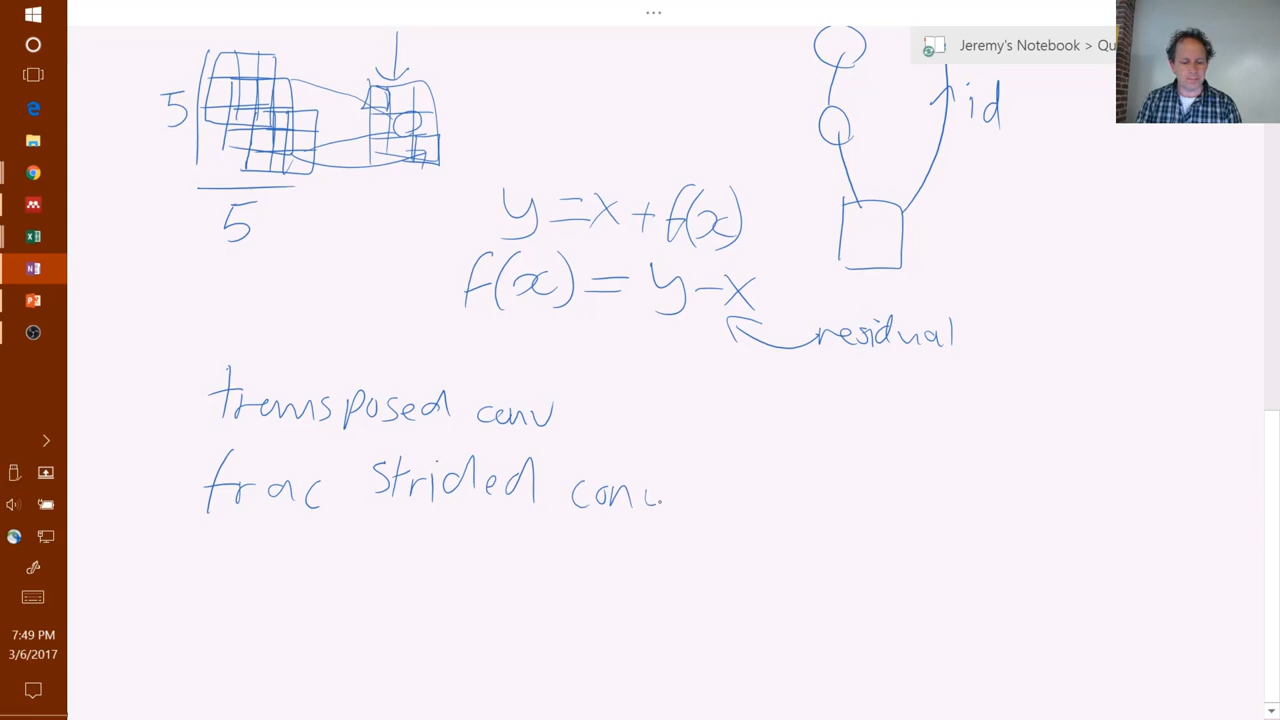 ...
Jeremy's Notebook > Qu
5
id
5
y = x + f(x)
f(x) = y - x
residual
transposed conv
frac strided conv
7:49 PM
3/6/2017